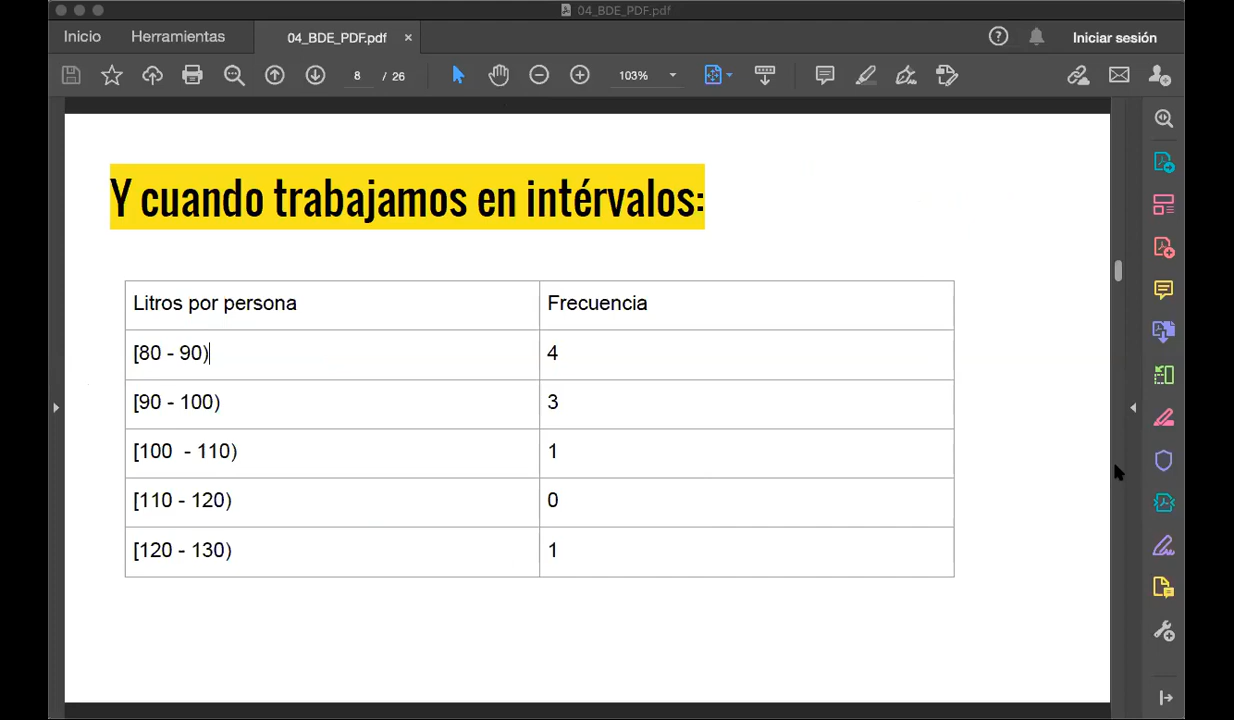 04_BDE_PDF.pdf
Inicio
Herramientas
04_BDE_PDF.pdf ×
Iniciar sesión
8 / 26
103%
Y cuando trabajamos en intérvalos:
Litros por persona Frecuencia
[80 - 90) 4
[90 - 100) 3
[100 - 110) 1
[110 - 120) 0
[120 - 130) 1